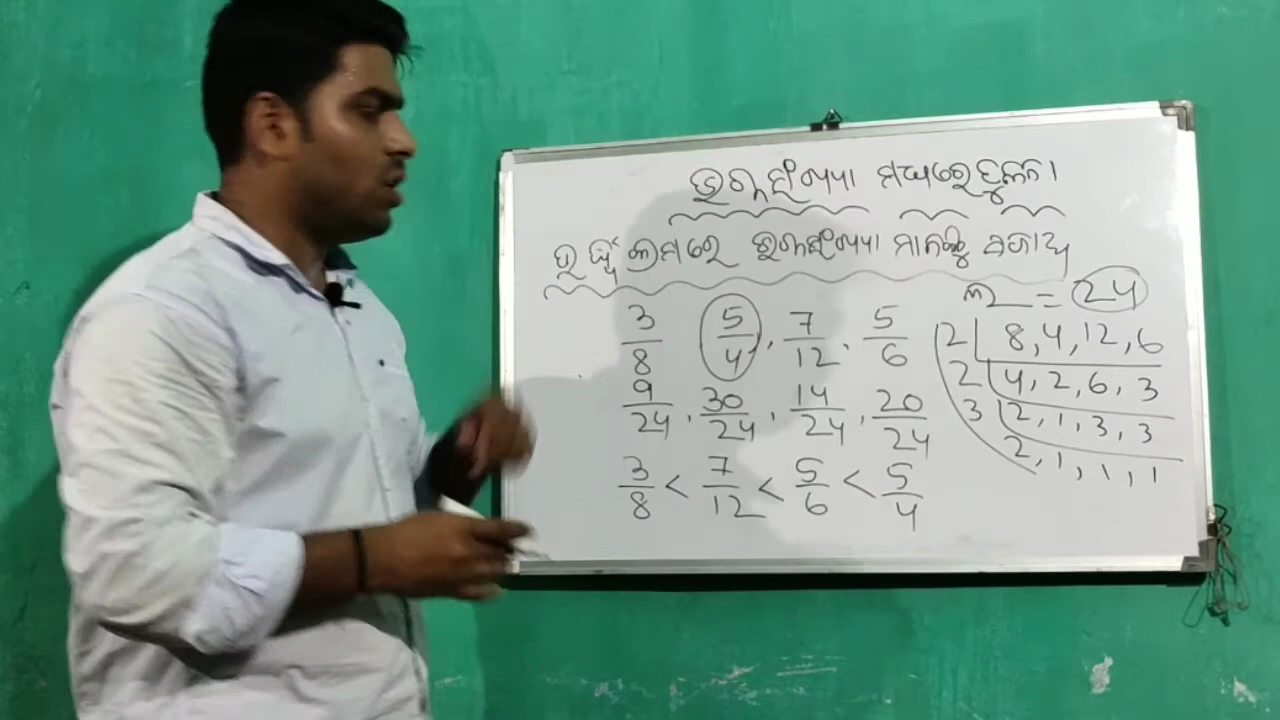 ଭଗ୍ନସଂଖ୍ୟା ମଧ୍ୟରେ ତୁଳନା
ଊର୍ଦ୍ଧ୍ୱ କ୍ରମରେ ଭଗ୍ନସଂଖ୍ୟା ମାନଙ୍କୁ ସଜାଅ
3/8 5/4, 7/12, 5/6
9/24, 30/24, 14/24, 20/24
3/8 < 7/12 < 5/6 < 5/4
= 24
2 | 8, 4, 12, 6
2 | 4, 2, 6, 3
3 | 2, 1, 3, 3
2, 1, 1, 1